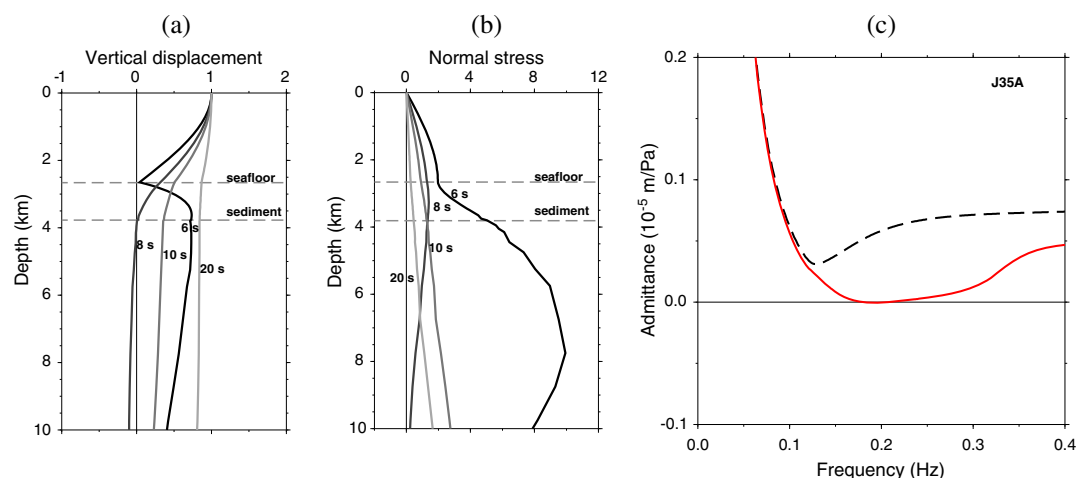 (a)
Vertical displacement
-1 0 1 2
0
2
4
6
8
10
Depth (km)
seafloor
sediment
6 s
8 s
10 s
20 s
(b)
Normal stress
0 4 8 12
0
2
4
6
8
10
Depth (km)
seafloor
6 s
8 s
sediment
10 s
20 s
(c)
J35A
0.2
0.1
0.0
-0.1
Admittance (10⁻⁵ m/Pa)
0.0 0.1 0.2 0.3 0.4
Frequency (Hz)